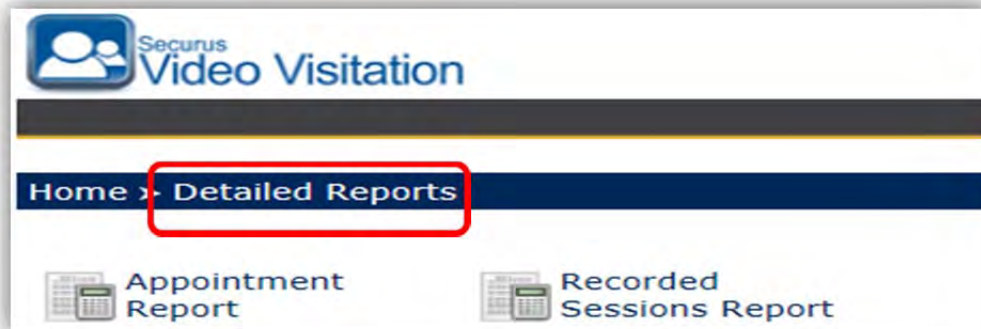 Securus
Video Visitation
Home > Detailed Reports
Appointment
Report
Recorded
Sessions Report